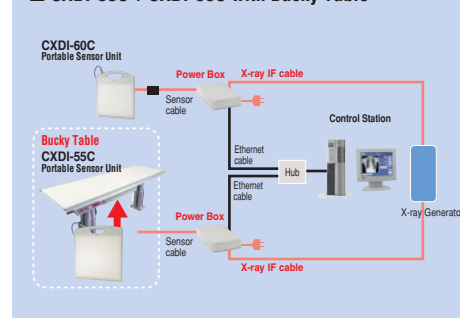 CXDI-60C
Portable Sensor Unit
Power Box
X-ray IF cable
Sensor
cable
Control Station
Bucky Table
CXDI-55C
Portable Sensor Unit
Ethernet
cable
Hub
Ethernet
cable
X-ray Generato
Power Box
Sensor
cable
X-ray IF cable